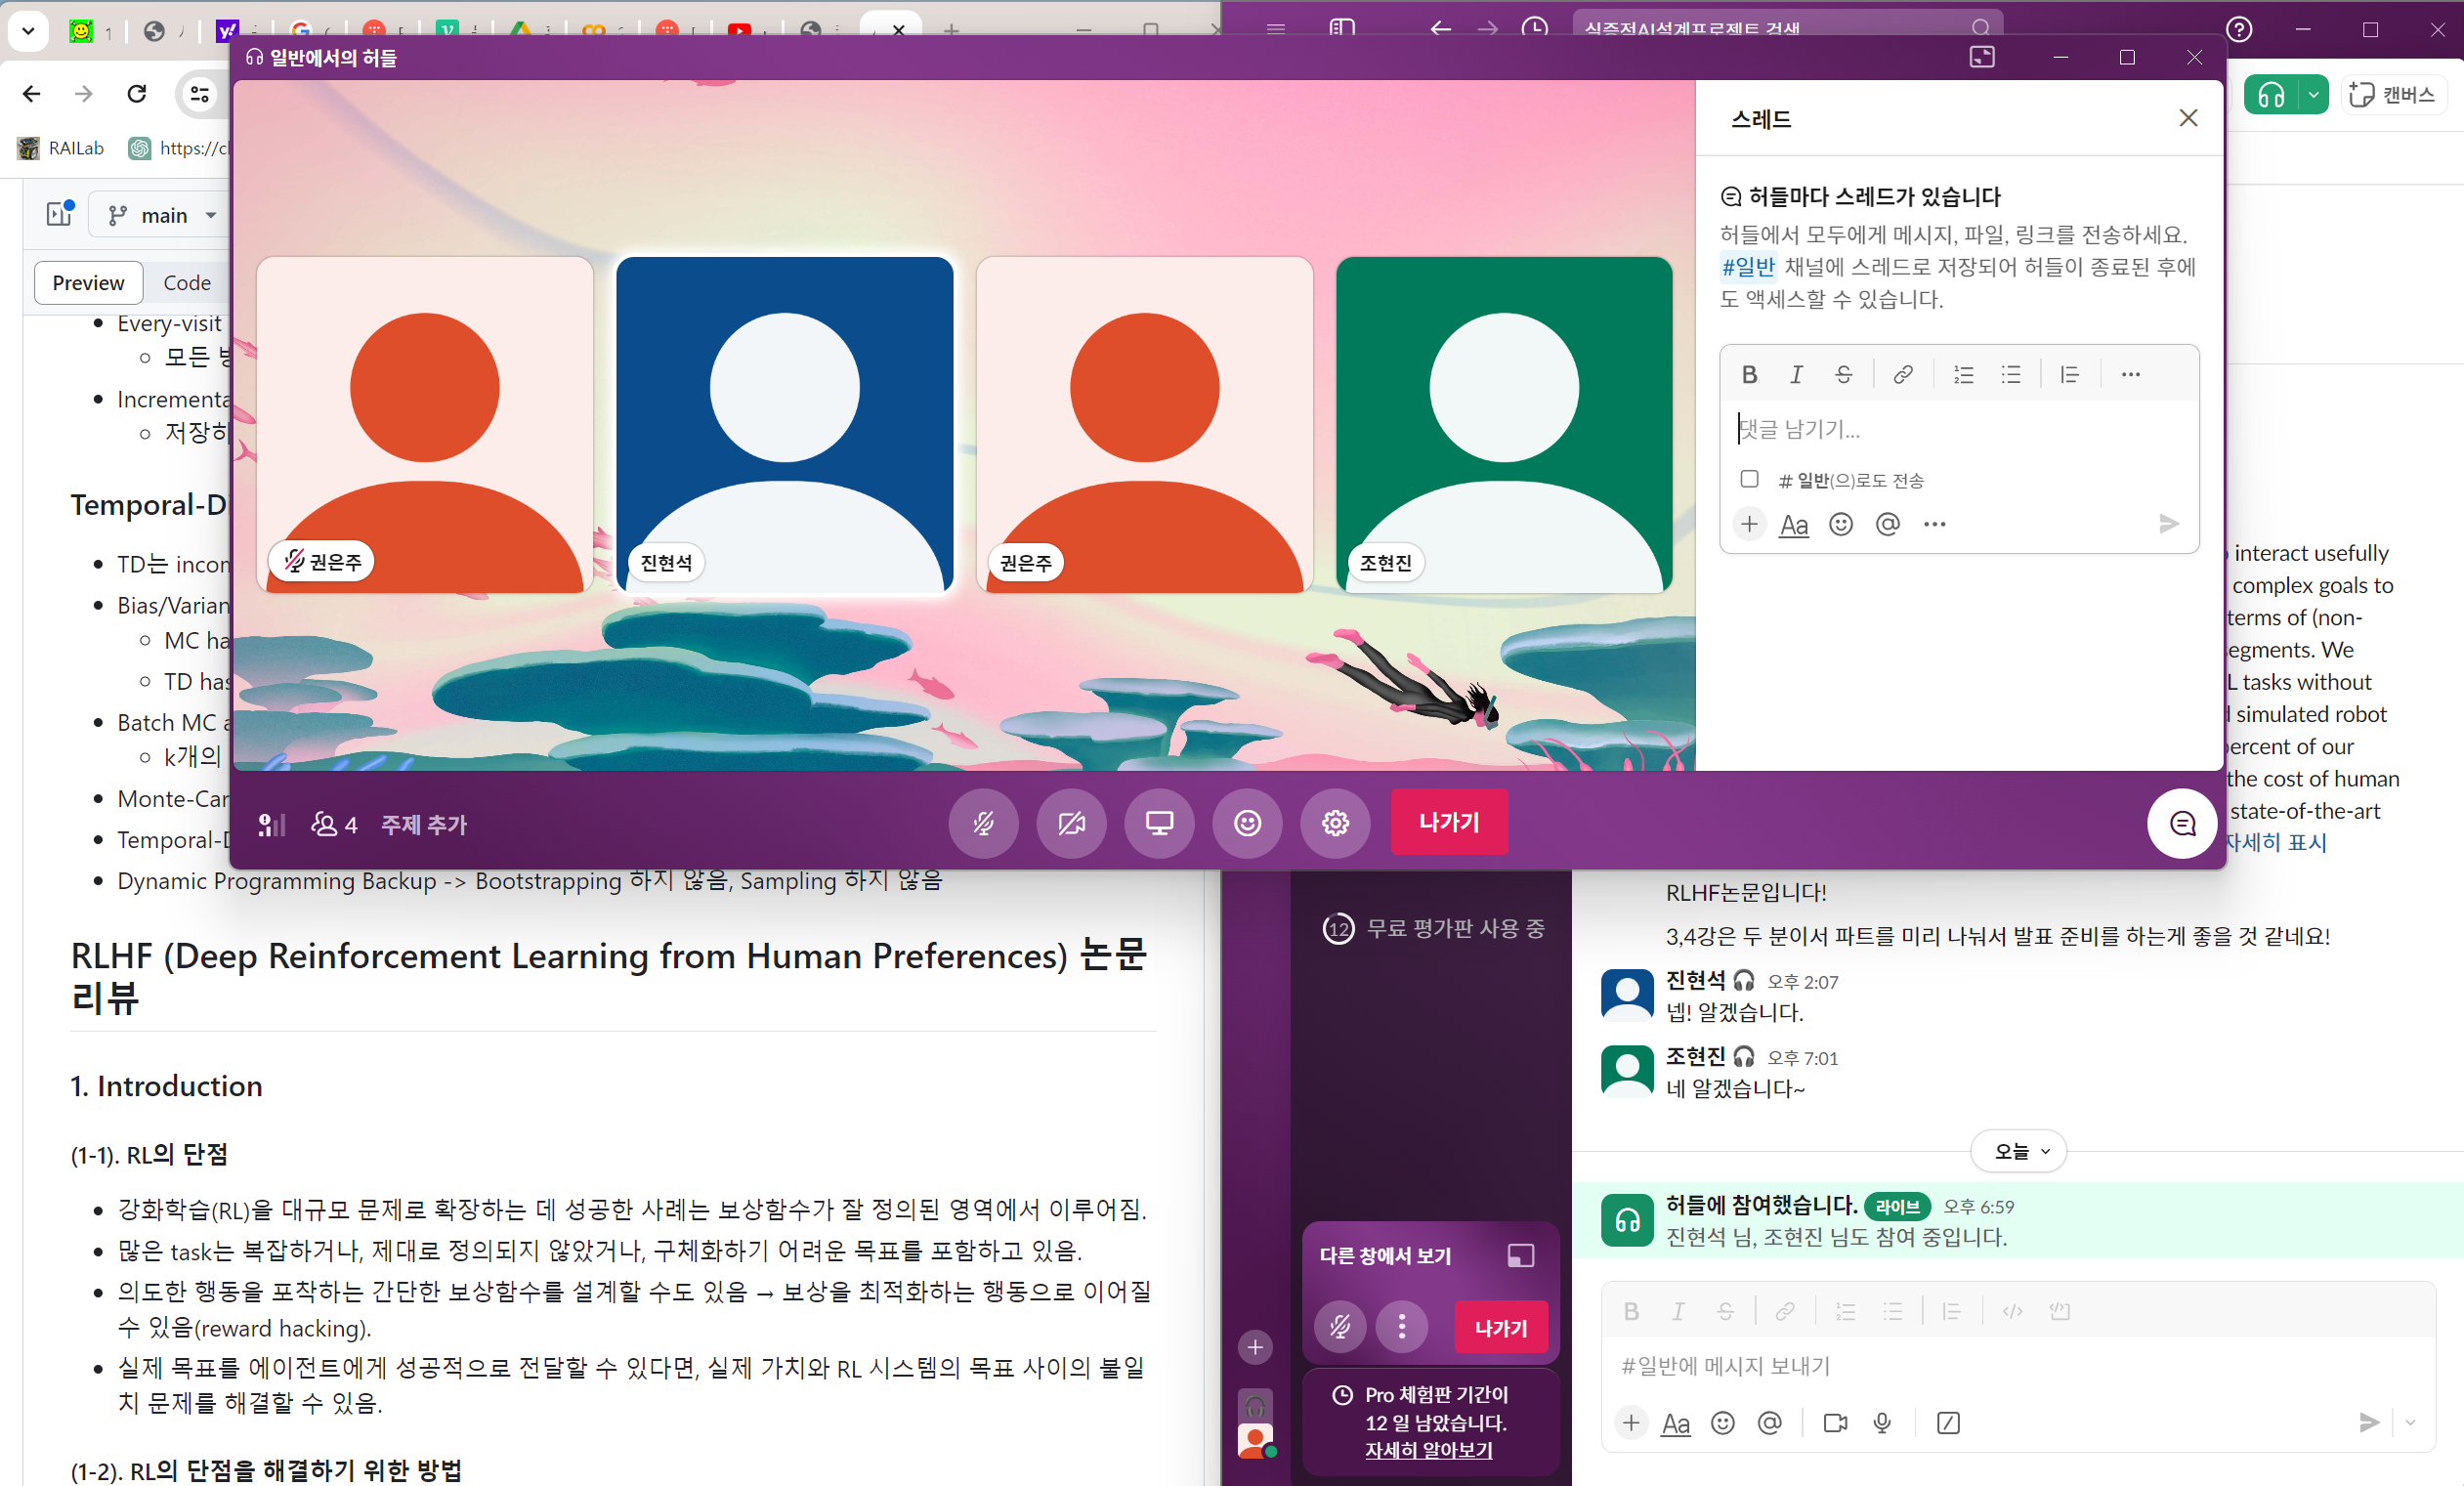 실증적AI설계프로젝트 검색
일반에서의 허들
RAILab
https://cl
캔버스
main
Preview
Code
Every-visit
모든
Incrementa
저장하
Temporal-Di
TD는 incom
Bias/Varian
MC ha
TD has
Batch MC a
k개의
Monte-Car
Temporal-D
Dynamic Programming Backup -> Bootstrapping 하지 않음, Sampling 하지 않음
RLHF (Deep Reinforcement Learning from Human Preferences) 논문
리뷰
1. Introduction
(1-1). RL의 단점
강화학습(RL)을 대규모 문제로 확장하는 데 성공한 사례는 보상함수가 잘 정의된 영역에서 이루어짐.
많은 task는 복잡하거나, 제대로 정의되지 않았거나, 구체화하기 어려운 목표를 포함하고 있음.
의도한 행동을 포착하는 간단한 보상함수를 설계할 수도 있음 → 보상을 최적화하는 행동으로 이어질
수 있음(reward hacking).
실제 목표를 에이전트에게 성공적으로 전달할 수 있다면, 실제 가치와 RL 시스템의 목표 사이의 불일
치 문제를 해결할 수 있음.
(1-2). RL의 단점을 해결하기 위한 방법
권은주
진현석
권은주
조현진
4
주제 추가
나가기
스레드
허들마다 스레드가 있습니다
허들에서 모두에게 메시지, 파일, 링크를 전송하세요.
#일반 채널에 스레드로 저장되어 허들이 종료된 후에
도 액세스할 수 있습니다.
댓글 남기기...
# 일반(으)로도 전송
interact usefully
complex goals to
terms of (non-
segments. We
L tasks without
d simulated robot
percent of our
the cost of human
state-of-the-art
자세히 표시
RLHF논문입니다!
3,4강은 두 분이서 파트를 미리 나눠서 발표 준비를 하는게 좋을 것 같네요!
진현석 오후 2:07
넵! 알겠습니다.
조현진 오후 7:01
네 알겠습니다~
오늘
허들에 참여했습니다. 라이브 오후 6:59
진현석 님, 조현진 님도 참여 중입니다.
#일반에 메시지 보내기
12 무료 평가판 사용 중
다른 창에서 보기
나가기
Pro 체험판 기간이
12 일 남았습니다.
자세히 알아보기